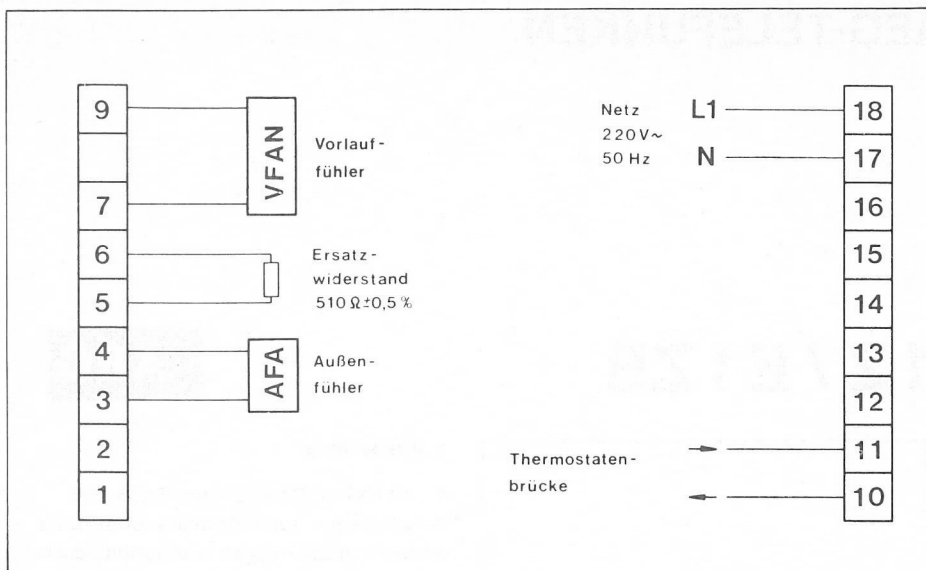 9
7
6
5
4
3
2
1
VFAN
Vorlauf-
fühler
Ersatz-
widerstand
510 Ω±0,5 %
AFA
Außen-
fühler
Netz
220V~
50 Hz
L1
N
Thermostaten-
brücke
18
17
16
15
14
13
12
11
10